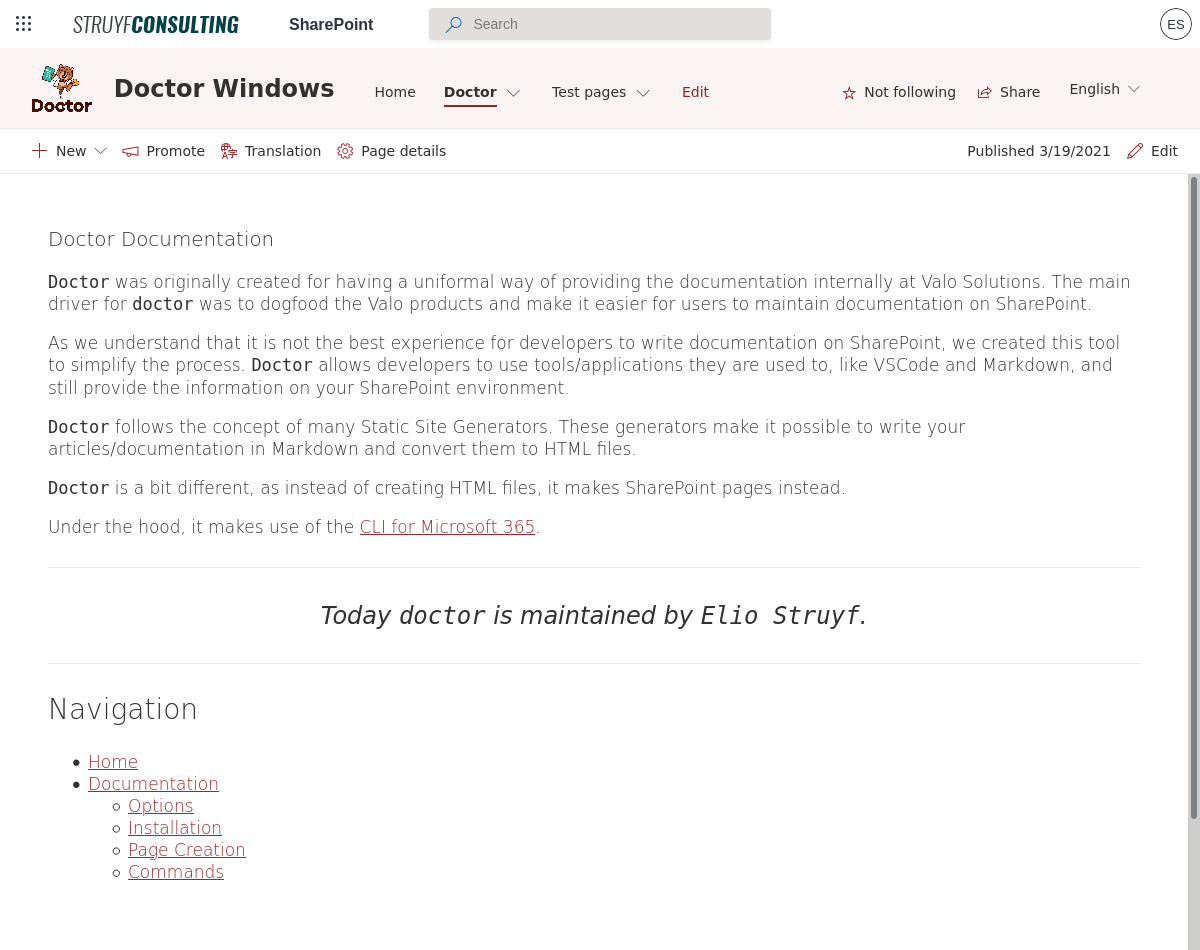 STRUYFCONSULTING SharePoint Search ES
Doctor
Doctor Windows Home Doctor Test pages Edit Not following Share English
New Promote Translation Page details Published 3/19/2021 Edit
Doctor Documentation
Doctor was originally created for having a uniformal way of providing the documentation internally at Valo Solutions. The main
driver for doctor was to dogfood the Valo products and make it easier for users to maintain documentation on SharePoint.
As we understand that it is not the best experience for developers to write documentation on SharePoint, we created this tool
to simplify the process. Doctor allows developers to use tools/applications they are used to, like VSCode and Markdown, and
still provide the information on your SharePoint environment.
Doctor follows the concept of many Static Site Generators. These generators make it possible to write your
articles/documentation in Markdown and convert them to HTML files.
Doctor is a bit different, as instead of creating HTML files, it makes SharePoint pages instead.
Under the hood, it makes use of the CLI for Microsoft 365.
Today doctor is maintained by Elio Struyf.
Navigation
Home
Documentation
Options
Installation
Page Creation
Commands